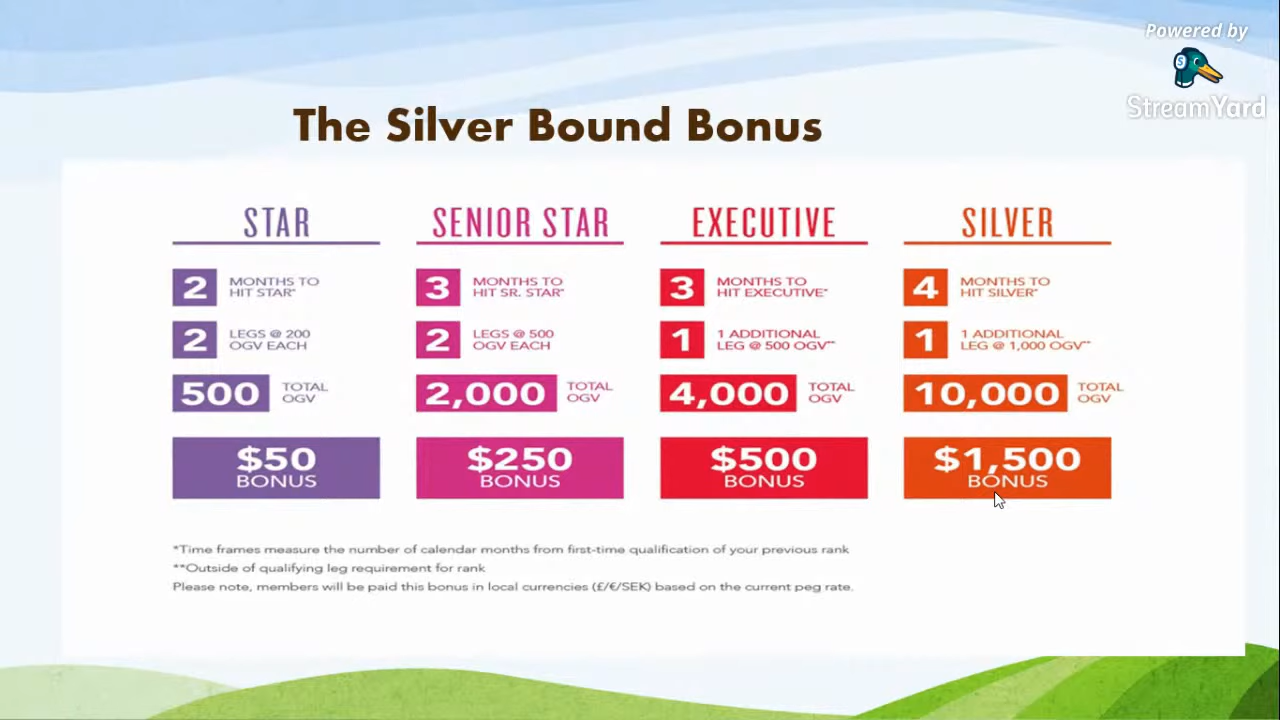 Powered by
StreamYard
The Silver Bound Bonus
STAR
2 MONTHS TO
HIT STAR*
2 LEGS @ 200
OGV EACH
500 TOTAL
OGV
$50
BONUS
SENIOR STAR
3 MONTHS TO
HIT SR. STAR*
2 LEGS @ 500
OGV EACH
2,000 TOTAL
OGV
$250
BONUS
EXECUTIVE
3 MONTHS TO
HIT EXECUTIVE*
1 1 ADDITIONAL
LEG @ 500 OGV**
4,000 TOTAL
OGV
$500
BONUS
SILVER
4 MONTHS TO
HIT SILVER*
1 1 ADDITIONAL
LEG @ 1,000 OGV**
10,000 TOTAL
OGV
$1,500
BONUS
*Time frames measure the number of calendar months from first-time qualification of your previous rank
**Outside of qualifying leg requirement for rank
Please note, members will be paid this bonus in local currencies (£/€/SEK) based on the current peg rate.